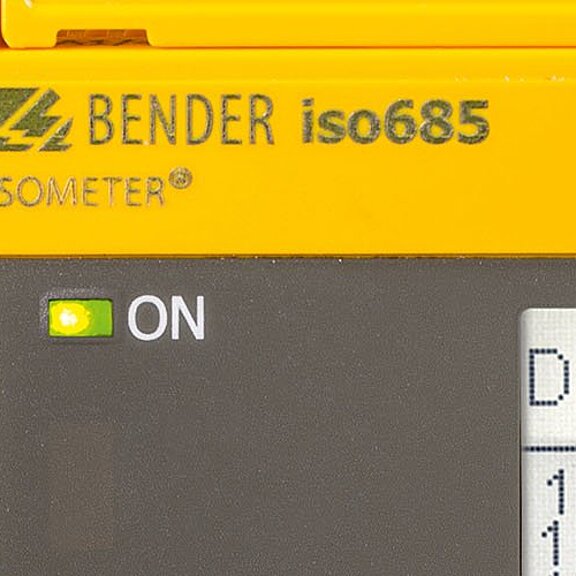 BENDER iso685
SOMETER®
ON
D
1
1